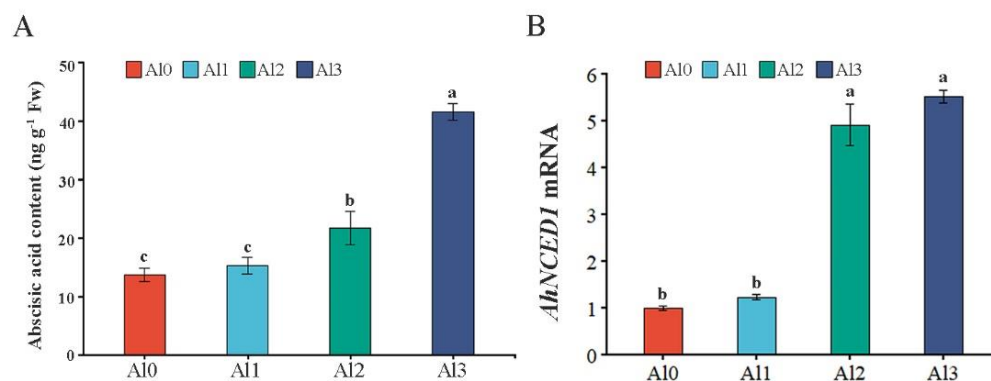 A
Abscisic acid content (ng g⁻¹ Fw)
50
40
30
20
10
0
Al0 Al1 Al2 Al3
c
c
b
a
Al0 Al1 Al2 Al3
B
AhNCED1 mRNA
6
5
4
3
2
1
0
Al0 Al1 Al2 Al3
b
b
a
a
Al0 Al1 Al2 Al3